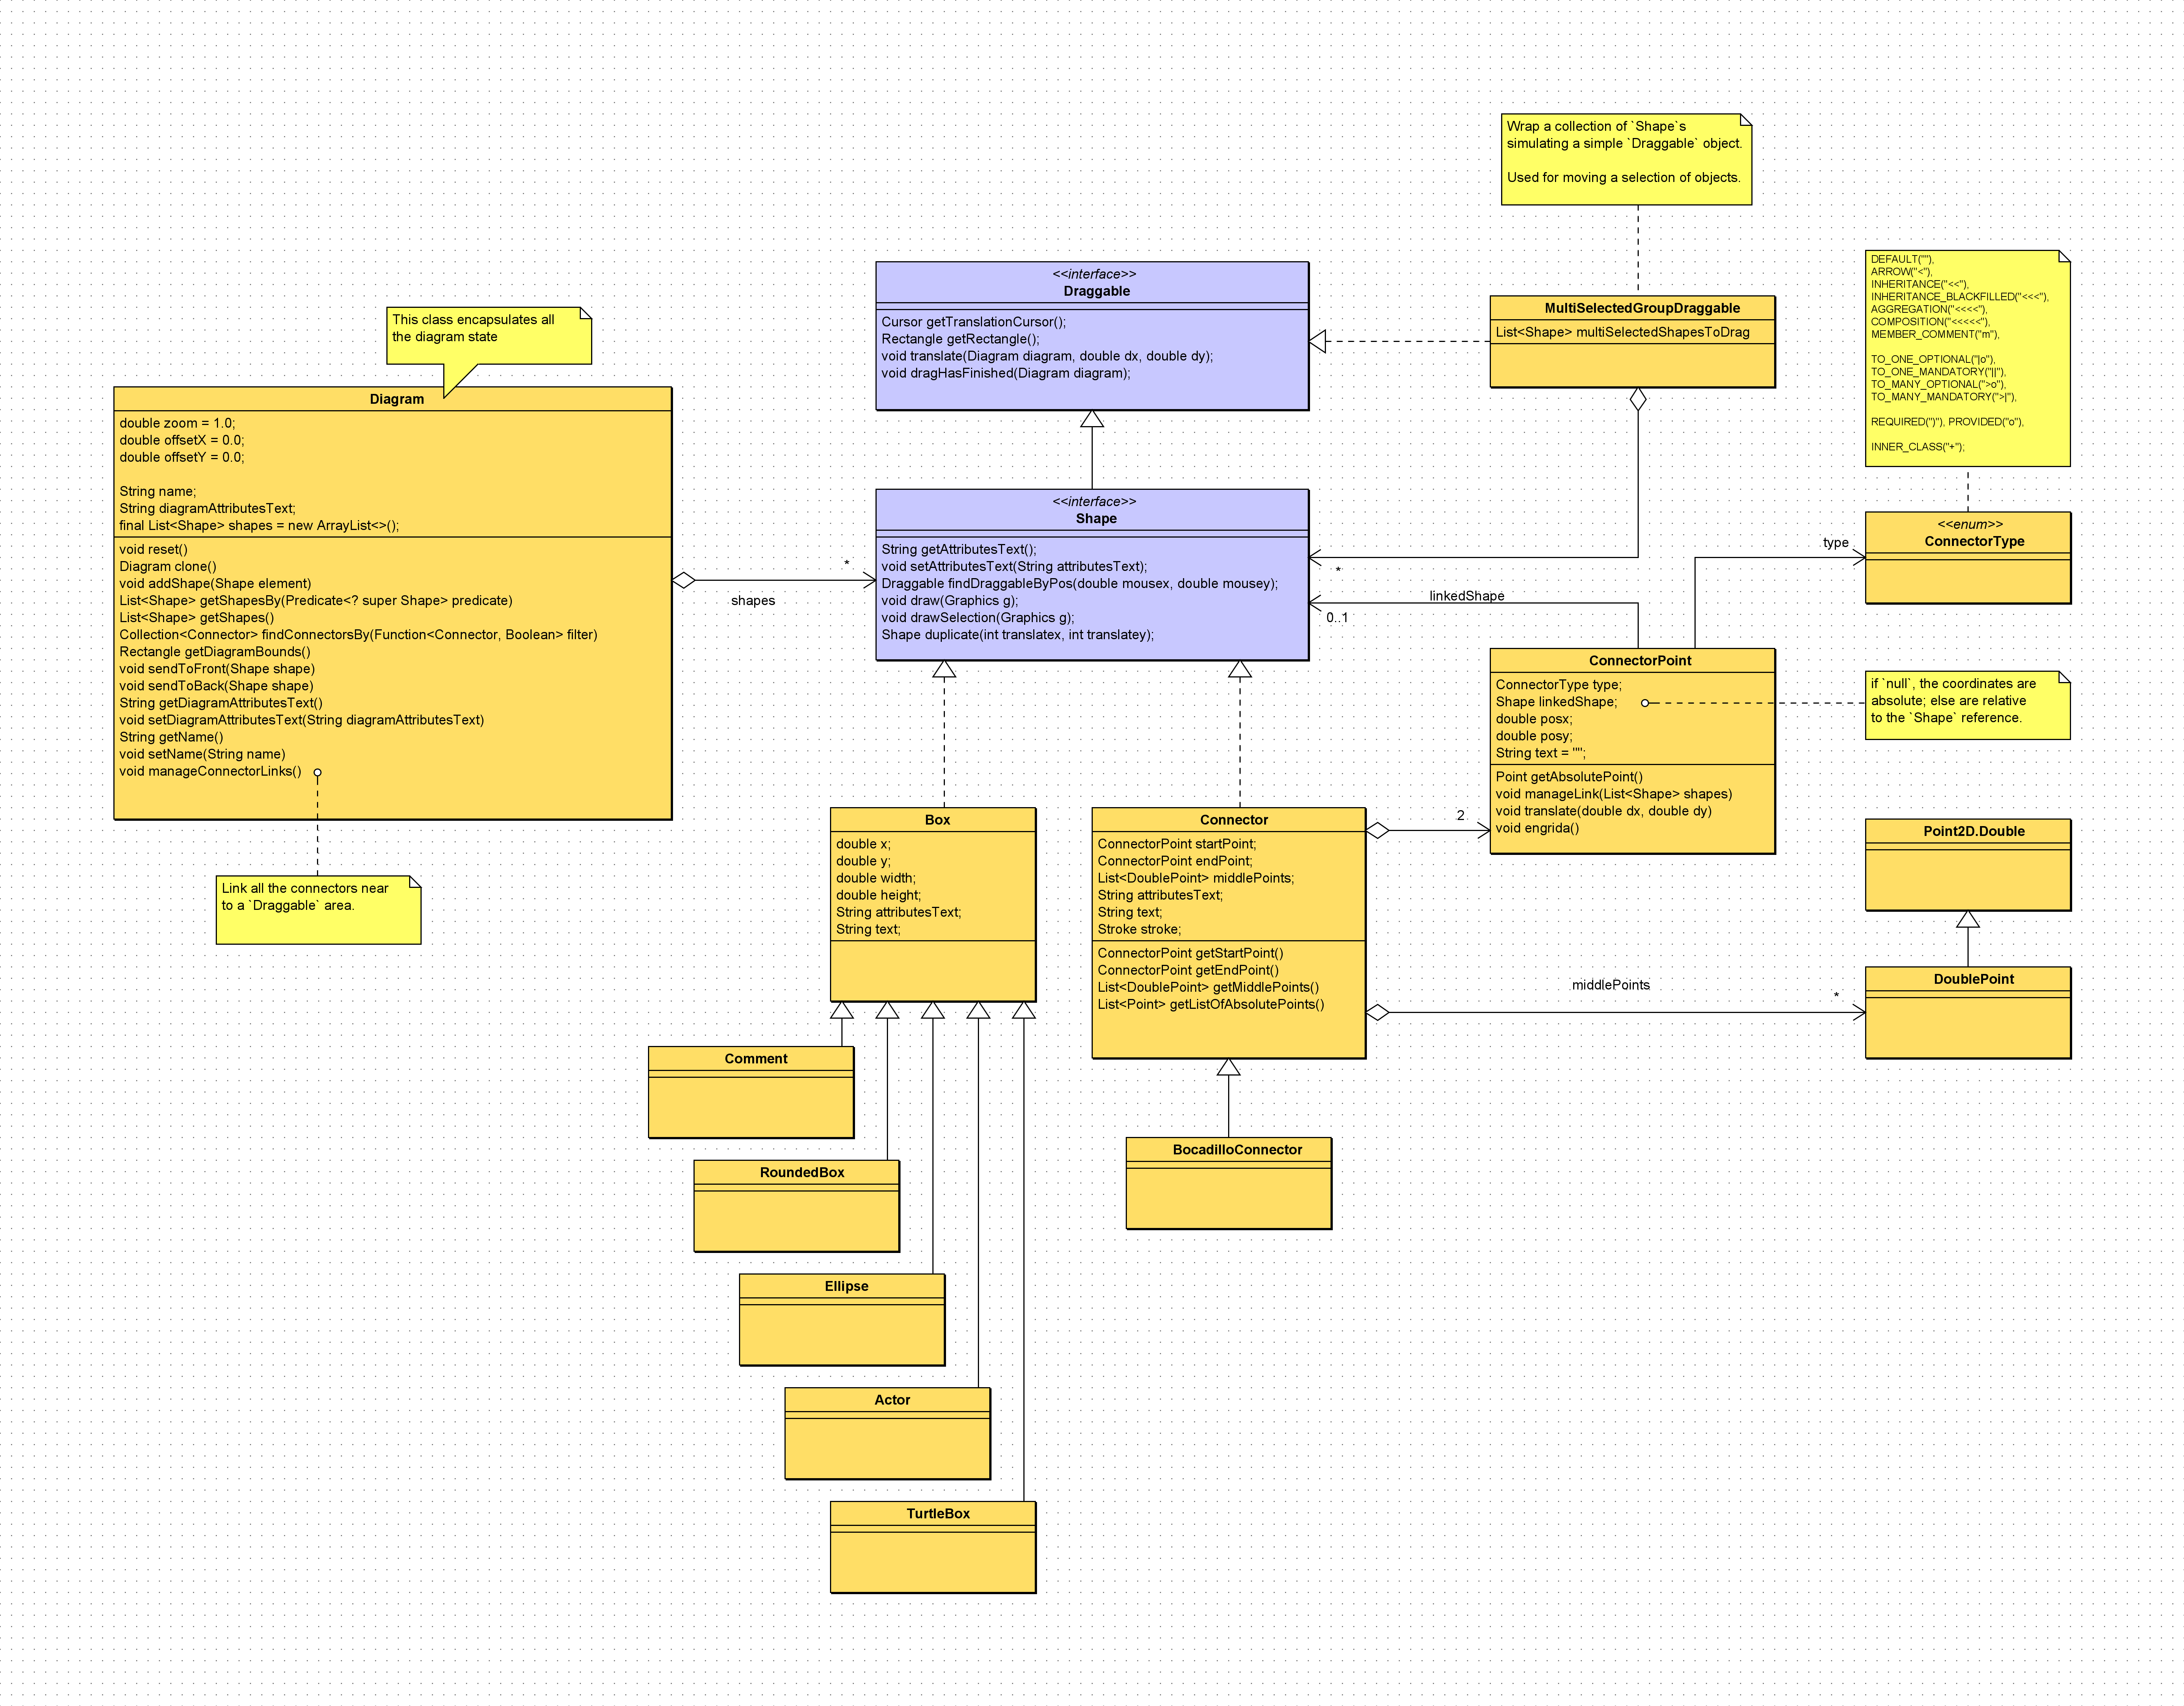 Wrap a collection of `Shape`s
simulating a simple `Draggable` object.
Used for moving a selection of objects.
DEFAULT(""),
ARROW("<"),
INHERITANCE("<<"),
INHERITANCE_BLACKFILLED("<<<"),
AGGREGATION("<<<<"),
COMPOSITION("<<<<<"),
MEMBER_COMMENT("m"),
TO_ONE_OPTIONAL("|o"),
TO_ONE_MANDATORY("||"),
TO_MANY_OPTIONAL(">o"),
TO_MANY_MANDATORY(">|"),
REQUIRED(")"), PROVIDED("o"),
INNER_CLASS("+");
<<interface>>
Draggable
Cursor getTranslationCursor();
Rectangle getRectangle();
void translate(Diagram diagram, double dx, double dy);
void dragHasFinished(Diagram diagram);
MultiSelectedGroupDraggable
List<Shape> multiSelectedShapesToDrag
This class encapsulates all
the diagram state
Diagram
double zoom = 1.0;
double offsetX = 0.0;
double offsetY = 0.0;
String name;
String diagramAttributesText;
final List<Shape> shapes = new ArrayList<>();
void reset()
Diagram clone()
void addShape(Shape element)
List<Shape> getShapesBy(Predicate<? super Shape> predicate)
List<Shape> getShapes()
Collection<Connector> findConnectorsBy(Function<Connector, Boolean> filter)
Rectangle getDiagramBounds()
void sendToFront(Shape shape)
void sendToBack(Shape shape)
String getDiagramAttributesText()
void setDiagramAttributesText(String diagramAttributesText)
String getName()
void setName(String name)
void manageConnectorLinks()
*
shapes
<<interface>>
Shape
String getAttributesText();
void setAttributesText(String attributesText);
Draggable findDraggableByPos(double mousex, double mousey);
void draw(Graphics g);
void drawSelection(Graphics g);
Shape duplicate(int translatex, int translatey);
*
linkedShape
0..1
type
<<enum>>
ConnectorType
ConnectorPoint
ConnectorType type;
Shape linkedShape;
double posx;
double posy;
String text = "";
Point getAbsolutePoint()
void manageLink(List<Shape> shapes)
void translate(double dx, double dy)
void engrida()
if `null`, the coordinates are
absolute; else are relative
to the `Shape` reference.
Link all the connectors near
to a `Draggable` area.
Box
double x;
double y;
double width;
double height;
String attributesText;
String text;
Connector
ConnectorPoint startPoint;
ConnectorPoint endPoint;
List<DoublePoint> middlePoints;
String attributesText;
String text;
Stroke stroke;
ConnectorPoint getStartPoint()
ConnectorPoint getEndPoint()
List<DoublePoint> getMiddlePoints()
List<Point> getListOfAbsolutePoints()
2
Point2D.Double
middlePoints
*
DoublePoint
Comment
BocadilloConnector
RoundedBox
Ellipse
Actor
TurtleBox